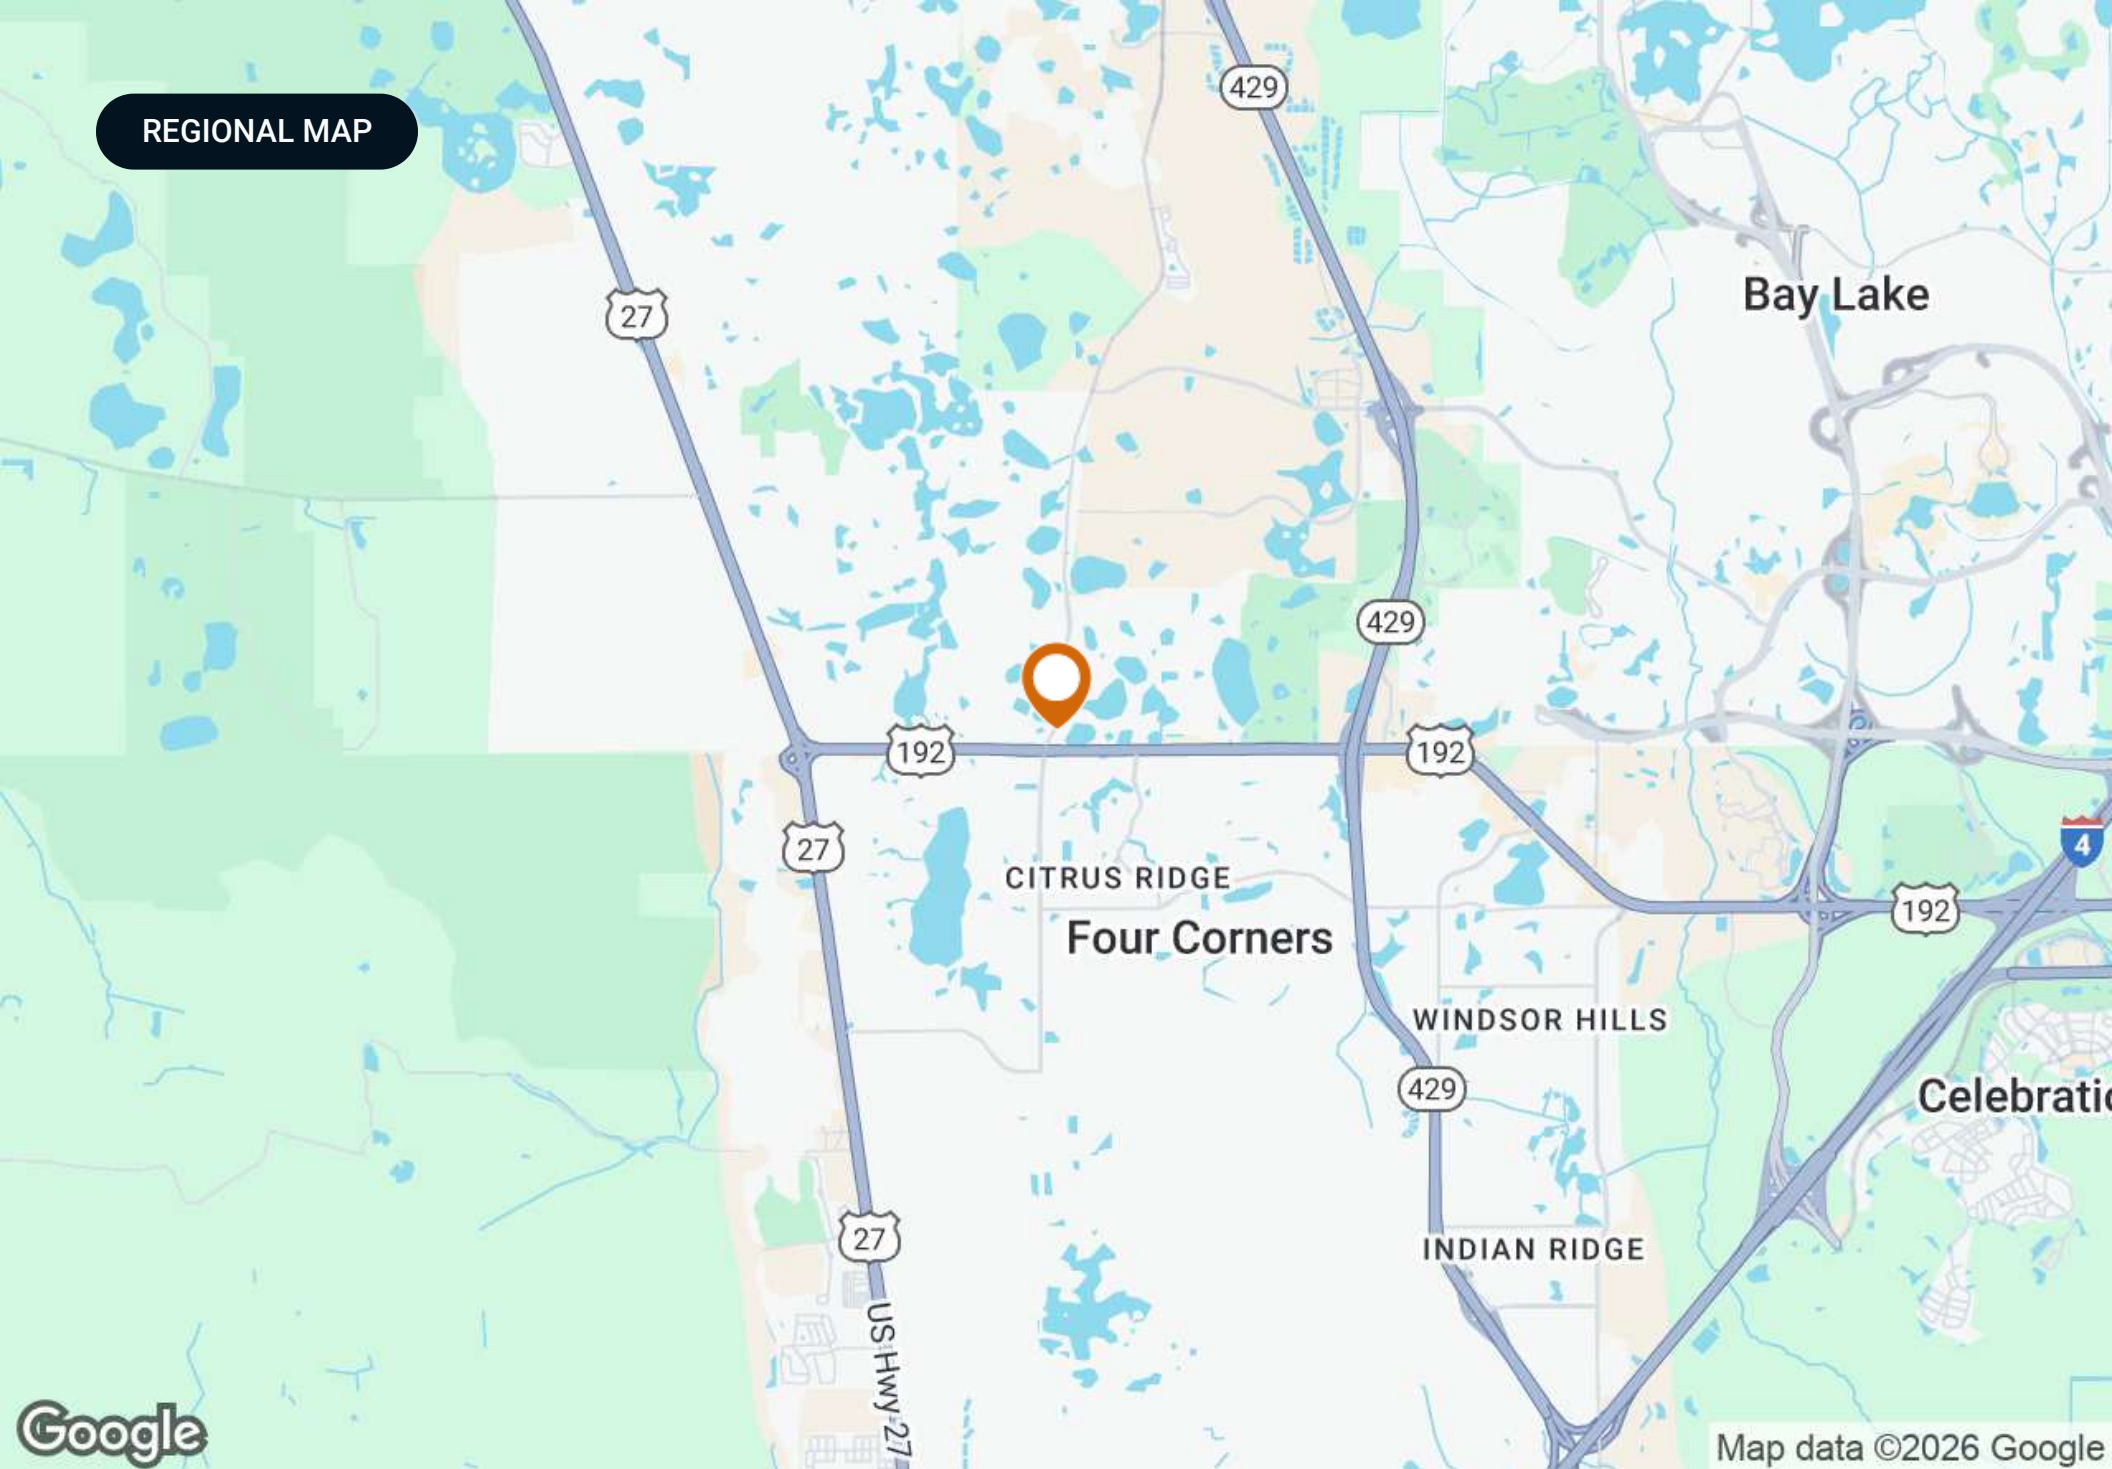 429
REGIONAL MAP
Bay Lake
27
429
192
192
27
4
CITRUS RIDGE
192
Four Corners
WINDSOR HILLS
429
Celebratio
27
INDIAN RIDGE
US Hwy 27
Google
Map data ©2026 Google